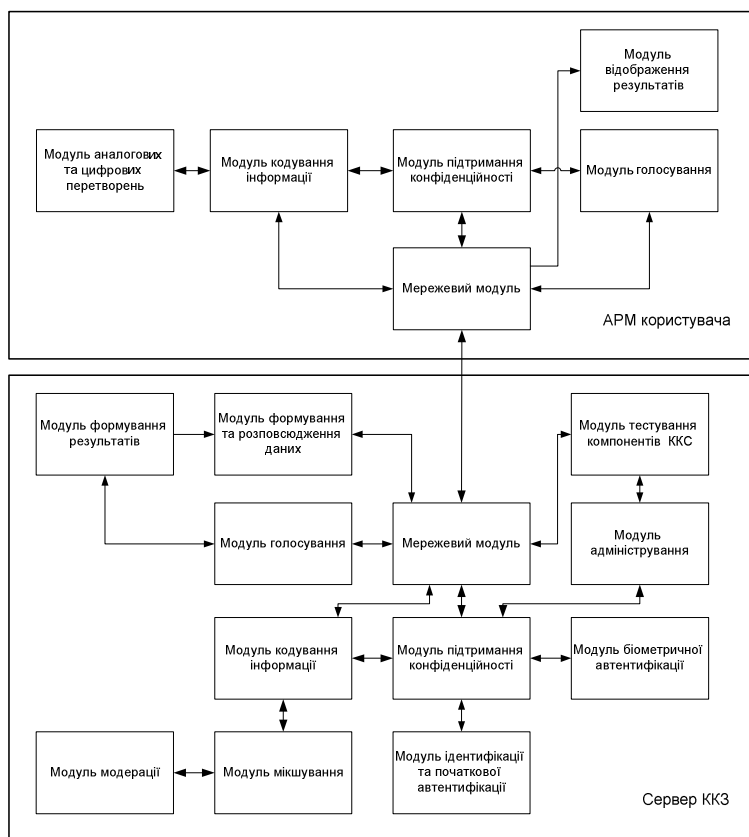 Модуль
відображення
результатів
Модуль аналогових
та цифрових
перетворень
Модуль кодування
інформації
Модуль підтримання
конфіденційності
Модуль голосування
Мережевий модуль
АРМ користувача
Модуль формування
результатів
Модуль формування
та розповсюдження
даних
Модуль тестування
компонентів ККС
Модуль голосування
Мережевий модуль
Модуль
адміністрування
Модуль кодування
інформації
Модуль підтримання
конфіденційності
Модуль біометричної
автентифікації
Модуль модерації
Модуль мікшування
Модуль ідентифікації
та початкової
автентифікації
Сервер ККЗ